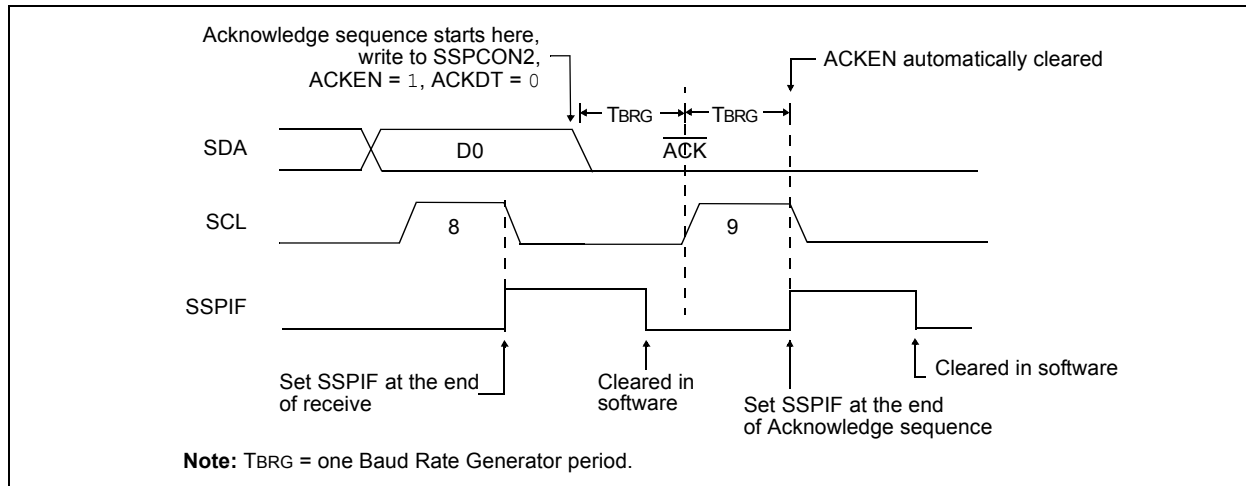 Acknowledge sequence starts here,
write to SSPCON2,
ACKEN = 1, ACKDT = 0
ACKEN automatically cleared
TBRG
TBRG
SDA
D0
ACK
SCL
8
9
SSPIF
Set SSPIF at the end
of receive
Cleared in
software
Set SSPIF at the end
of Acknowledge sequence
Cleared in software
Note: TBRG = one Baud Rate Generator period.